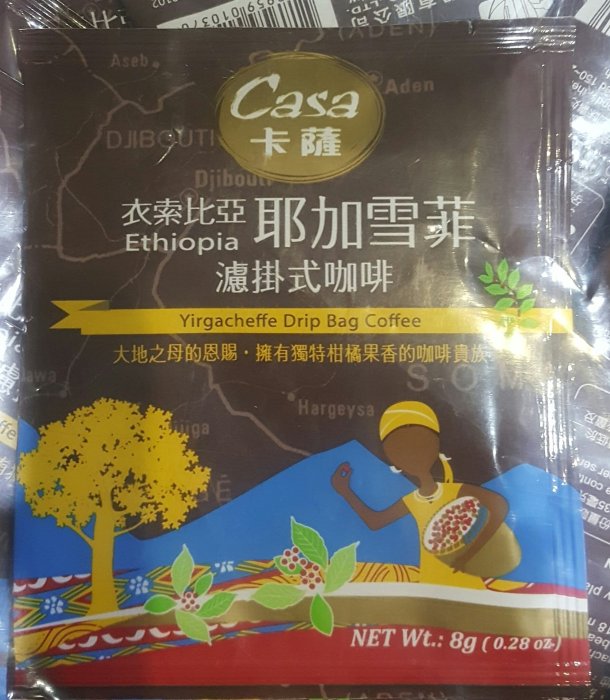 (ADEN)
Aseb
Aden
Casa
卡薩
DJIBOUTI
Djibouti
衣索比亞 耶加雪菲
Ethiopia
濾掛式咖啡
Yirgacheffe Drip Bag Coffee
大地之母的恩賜·擁有獨特柑橘果香的咖啡貴族
SOM
Hargeysa
NET Wt.: 8g ( 0.28 oz )